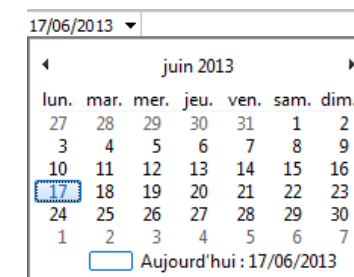 17/06/2013
juin 2013
lun. mar. mer. jeu. ven. sam. dim.
27 28 29 30 31 1 2
3 4 5 6 7 8 9
10 11 12 13 14 15 16
17 18 19 20 21 22 23
24 25 26 27 28 29 30
1 2 3 4 5 6 7
Aujourd'hui : 17/06/2013